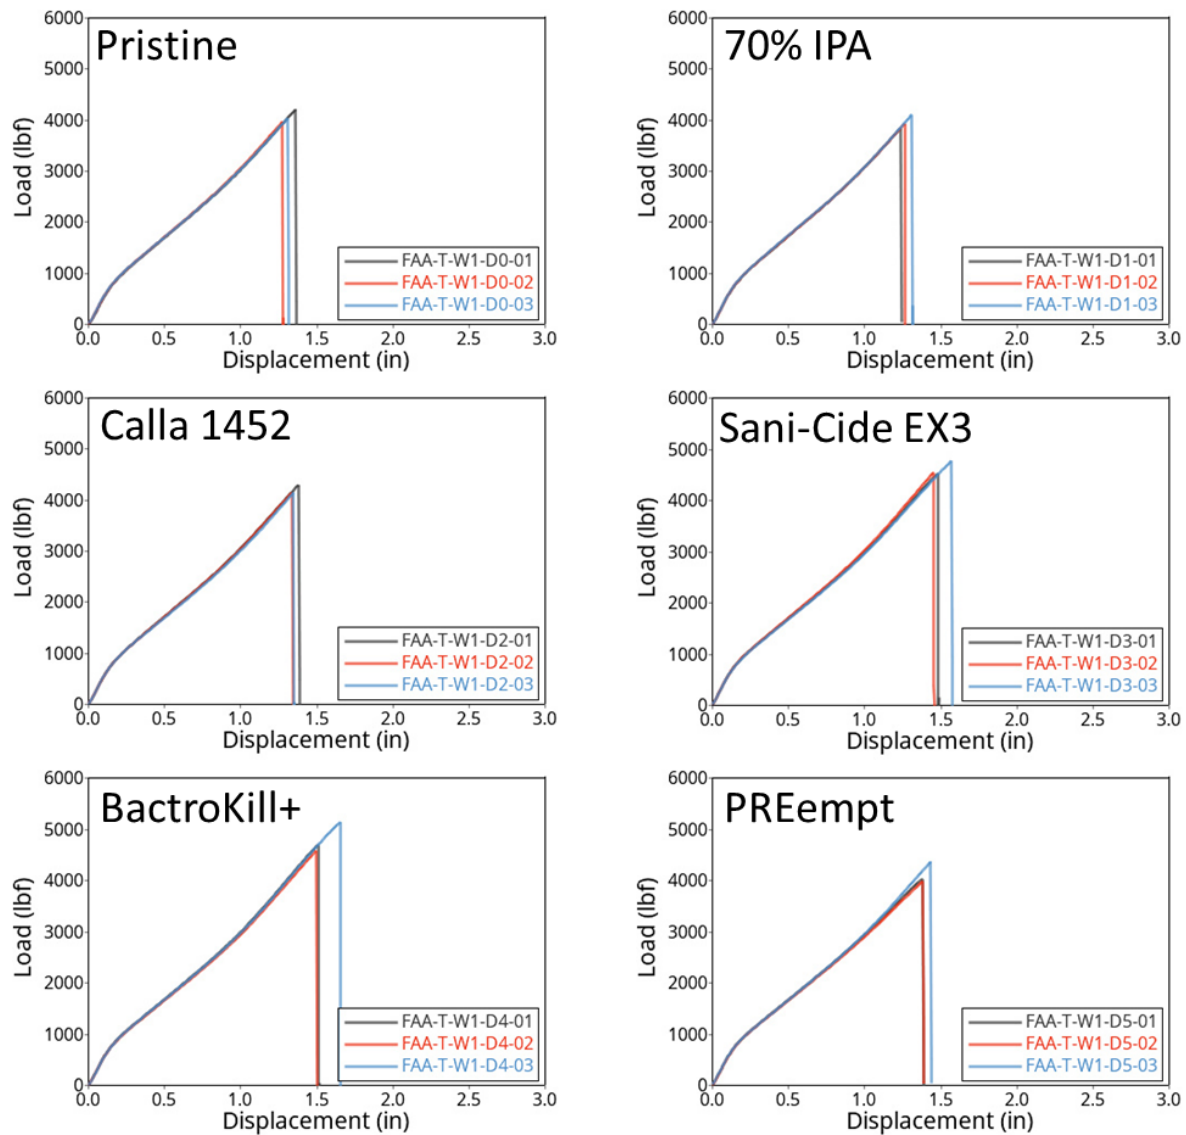 Pristine
6000
5000
4000
3000
2000
1000
0
Load (lbf)
FAA-T-W1-D0-01
FAA-T-W1-D0-02
FAA-T-W1-D0-03
0.0 0.5 1.0 1.5 2.0 2.5 3.0
Displacement (in)
70% IPA
6000
5000
4000
3000
2000
1000
0
Load (lbf)
FAA-T-W1-D1-01
FAA-T-W1-D1-02
FAA-T-W1-D1-03
0.0 0.5 1.0 1.5 2.0 2.5 3.0
Displacement (in)
Calla 1452
6000
5000
4000
3000
2000
1000
0
Load (lbf)
FAA-T-W1-D2-01
FAA-T-W1-D2-02
FAA-T-W1-D2-03
0.0 0.5 1.0 1.5 2.0 2.5 3.0
Displacement (in)
Sani-Cide EX3
6000
5000
4000
3000
2000
1000
0
Load (lbf)
FAA-T-W1-D3-01
FAA-T-W1-D3-02
FAA-T-W1-D3-03
0.0 0.5 1.0 1.5 2.0 2.5 3.0
Displacement (in)
BactroKill+
6000
5000
4000
3000
2000
1000
0
Load (lbf)
FAA-T-W1-D4-01
FAA-T-W1-D4-02
FAA-T-W1-D4-03
0.0 0.5 1.0 1.5 2.0 2.5 3.0
Displacement (in)
PREempt
6000
5000
4000
3000
2000
1000
0
Load (lbf)
FAA-T-W1-D5-01
FAA-T-W1-D5-02
FAA-T-W1-D5-03
0.0 0.5 1.0 1.5 2.0 2.5 3.0
Displacement (in)